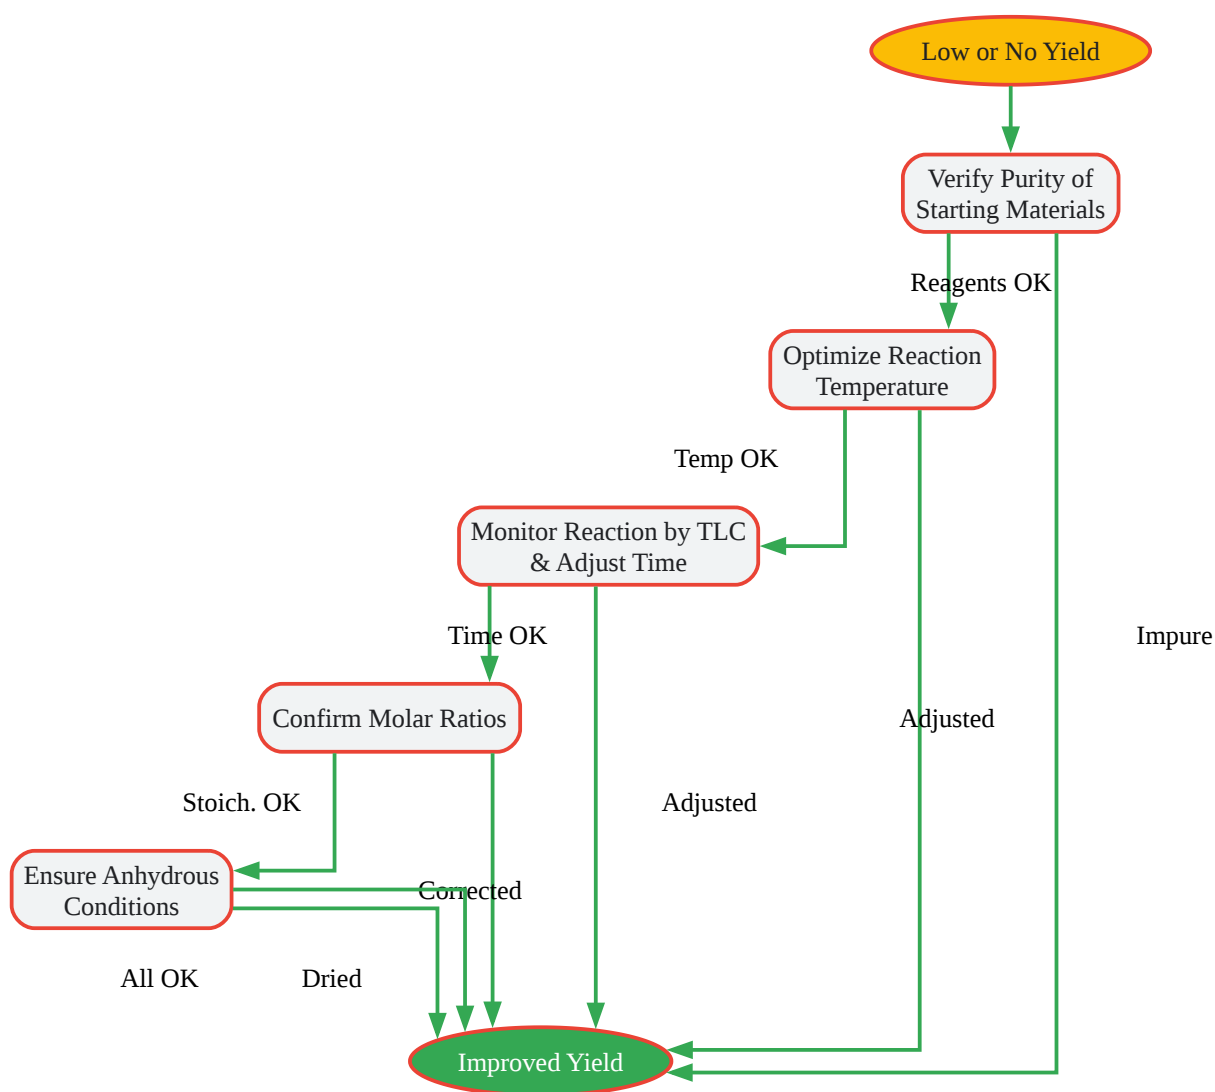 Low or No Yield
Verify Purity of
Starting Materials
Reagents OK
Optimize Reaction
Temperature
Temp OK
Monitor Reaction by TLC
& Adjust Time
Time OK
Impure
Confirm Molar Ratios
Adjusted
Stoich. OK
Adjusted
Ensure Anhydrous
Conditions
Corrected
All OK
Dried
Improved Yield